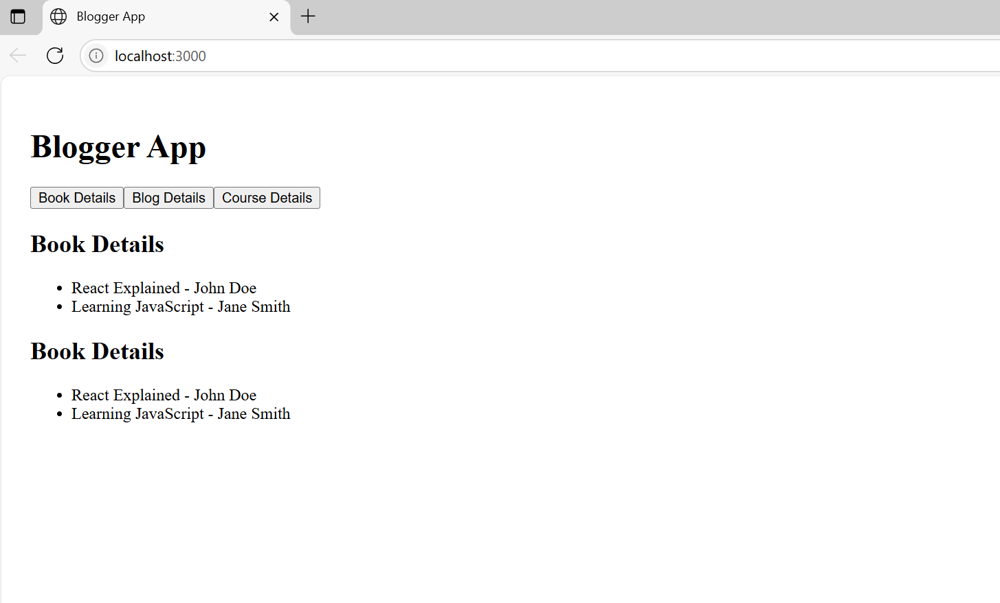 Blogger App
localhost:3000
Blogger App
Book Details Blog Details Course Details
Book Details
• React Explained - John Doe
• Learning JavaScript - Jane Smith
Book Details
• React Explained - John Doe
• Learning JavaScript - Jane Smith